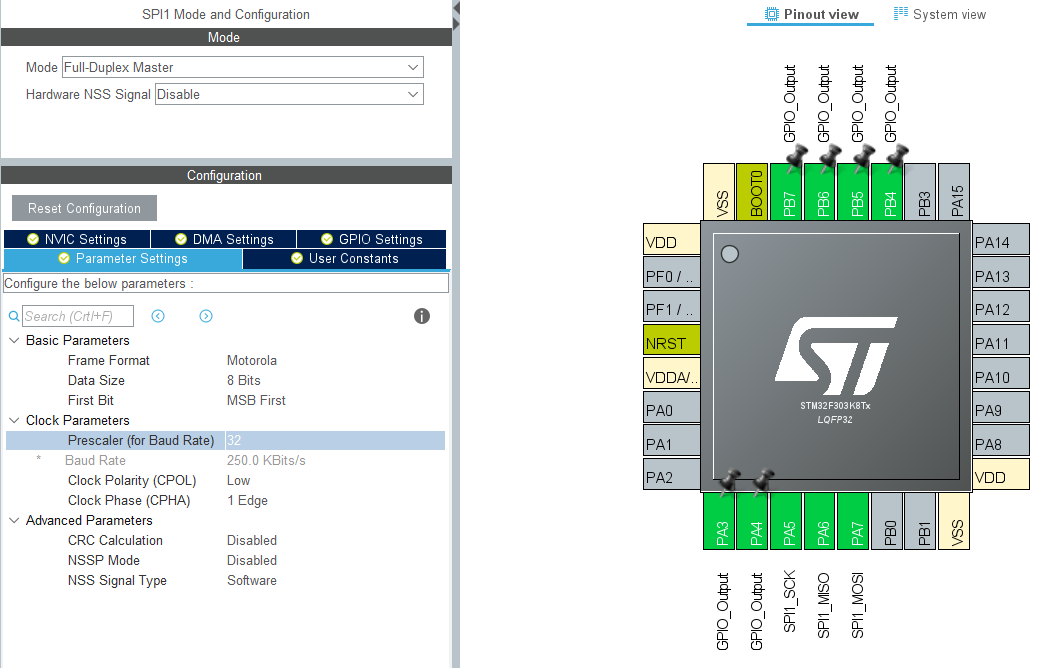 SPI1 Mode and Configuration
Mode
Mode Full-Duplex Master
Hardware NSS Signal Disable
Configuration
Reset Configuration
NVIC Settings DMA Settings GPIO Settings
Parameter Settings User Constants
Configure the below parameters :
Search (Crtl+F)
Basic Parameters
Frame Format Motorola
Data Size 8 Bits
First Bit MSB First
Clock Parameters
Prescaler (for Baud Rate) 32
* Baud Rate 250.0 KBits/s
Clock Polarity (CPOL) Low
Clock Phase (CPHA) 1 Edge
Advanced Parameters
CRC Calculation Disabled
NSSP Mode Disabled
NSS Signal Type Software
Pinout view System view
GPIO_Output GPIO_Output GPIO_Output GPIO_Output
VSS BOOT0 PB7 PB6 PB5 PB4 PB3 PA15
VDD PA14
PF0 / .. PA13
PF1 / .. PA12
NRST PA11
VDDA/.. PA10
PA0 PA9
PA1 PA8
PA2 VDD
ST
STM32F303K8Tx
LQFP32
PA3 PA4 PA5 PA6 PA7 PB0 PB1 VSS
GPIO_Output GPIO_Output SPI1_SCK SPI1_MISO SPI1_MOSI